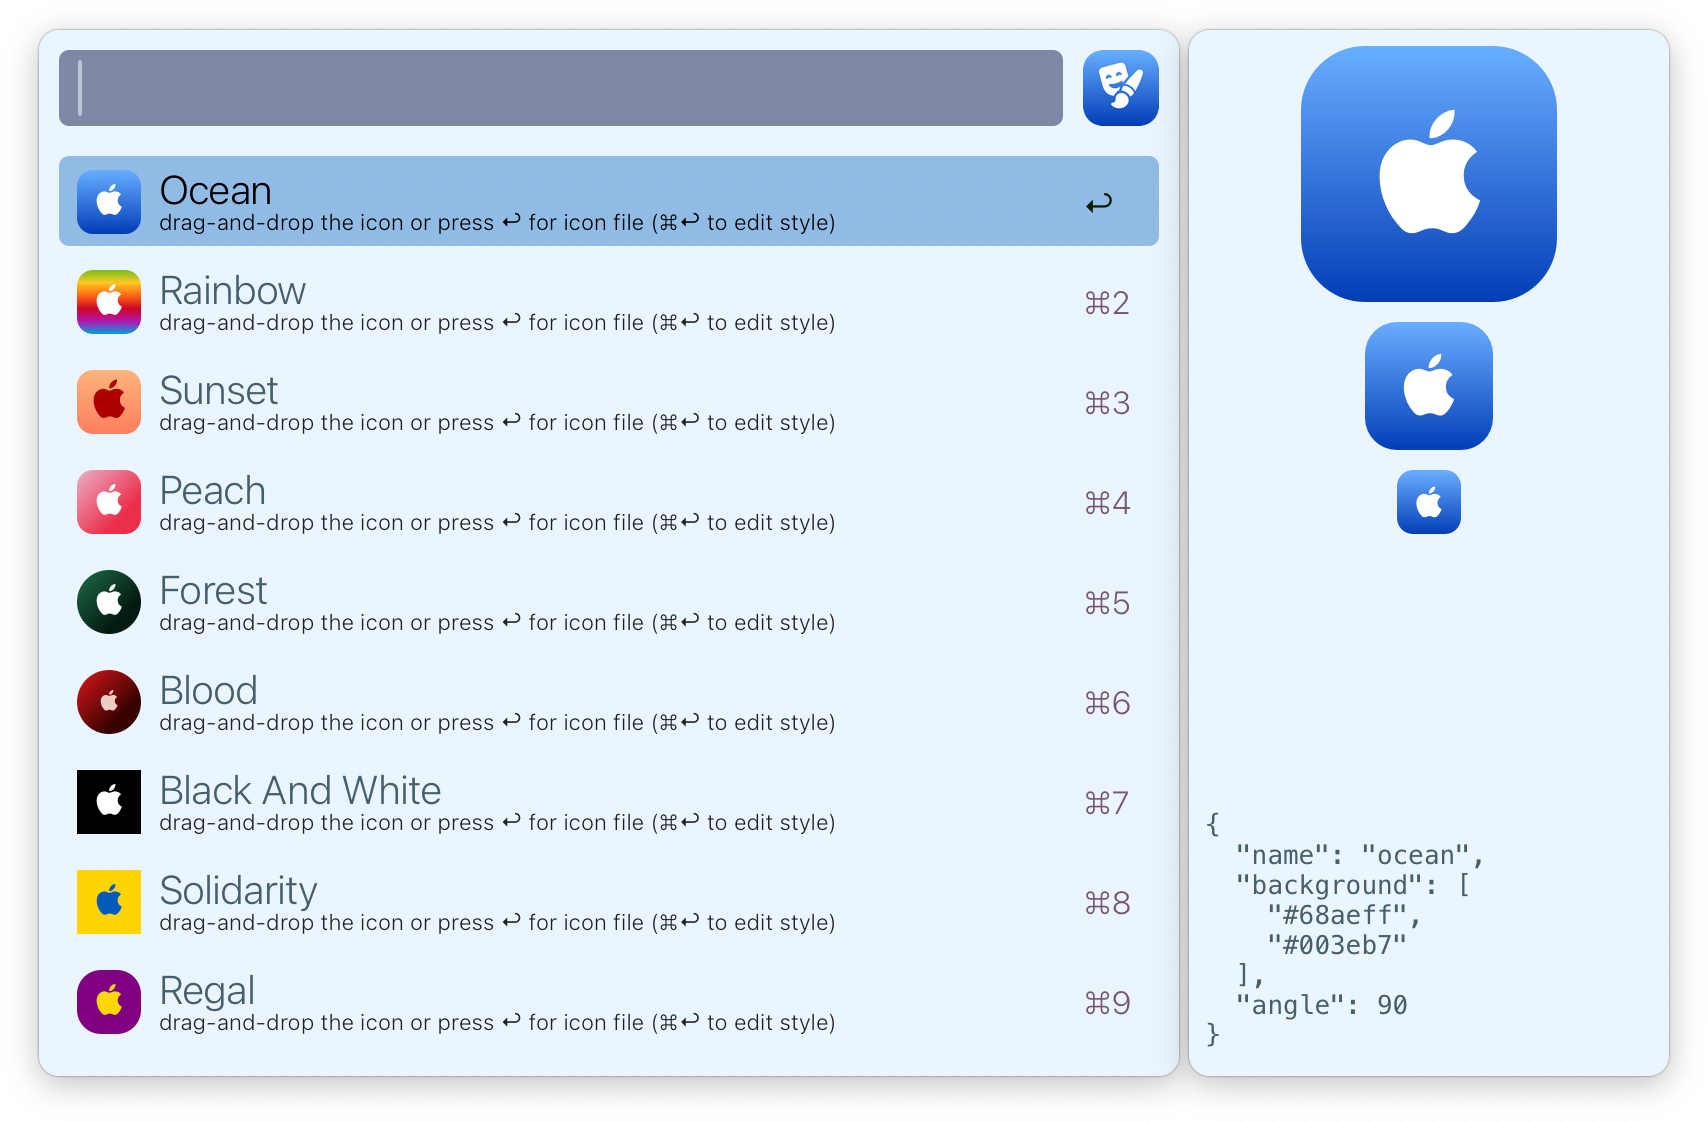 Ocean
drag-and-drop the icon or press ↩ for icon file (⌘↩ to edit style)
↩
Rainbow
drag-and-drop the icon or press ↩ for icon file (⌘↩ to edit style)
⌘2
Sunset
drag-and-drop the icon or press ↩ for icon file (⌘↩ to edit style)
⌘3
Peach
drag-and-drop the icon or press ↩ for icon file (⌘↩ to edit style)
⌘4
Forest
drag-and-drop the icon or press ↩ for icon file (⌘↩ to edit style)
⌘5
Blood
drag-and-drop the icon or press ↩ for icon file (⌘↩ to edit style)
⌘6
Black And White
drag-and-drop the icon or press ↩ for icon file (⌘↩ to edit style)
⌘7
Solidarity
drag-and-drop the icon or press ↩ for icon file (⌘↩ to edit style)
⌘8
Regal
drag-and-drop the icon or press ↩ for icon file (⌘↩ to edit style)
⌘9
{
  "name": "ocean",
  "background": [
    "#68aeff",
    "#003eb7"
  ],
  "angle": 90
}